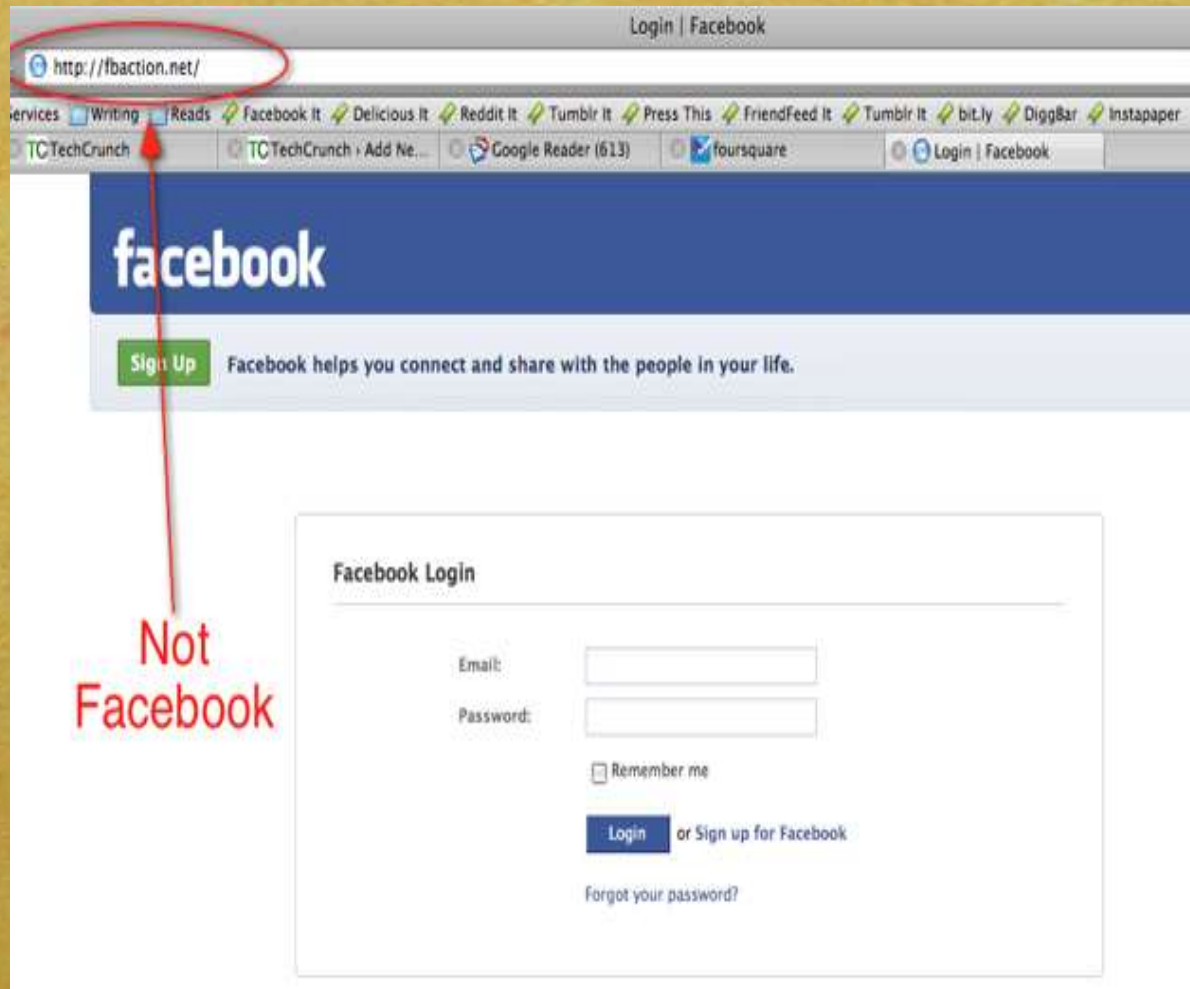 Login | Facebook
http://fbaction.net/
Services Writing Reads Facebook It Delicious It Reddit It Tumblr It Press This FriendFeed It Tumblr It bit.ly DiggBar Instapaper
TC TechCrunch TC TechCrunch › Add Ne... Google Reader (613) foursquare Login | Facebook
facebook
Sign Up Facebook helps you connect and share with the people in your life.
Facebook Login
Not
Facebook
Email:
Password:
Remember me
Login or Sign up for Facebook
Forgot your password?